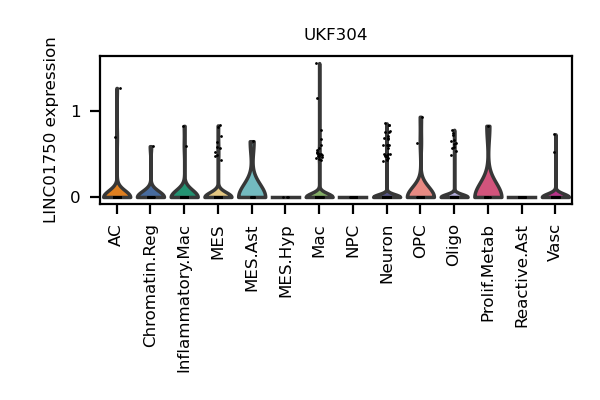 UKF304
LINC01750 expression
1
0
AC
Chromatin.Reg
Inflammatory.Mac
MES
MES.Ast
MES.Hyp
Mac
NPC
Neuron
OPC
Oligo
Prolif.Metab
Reactive.Ast
Vasc